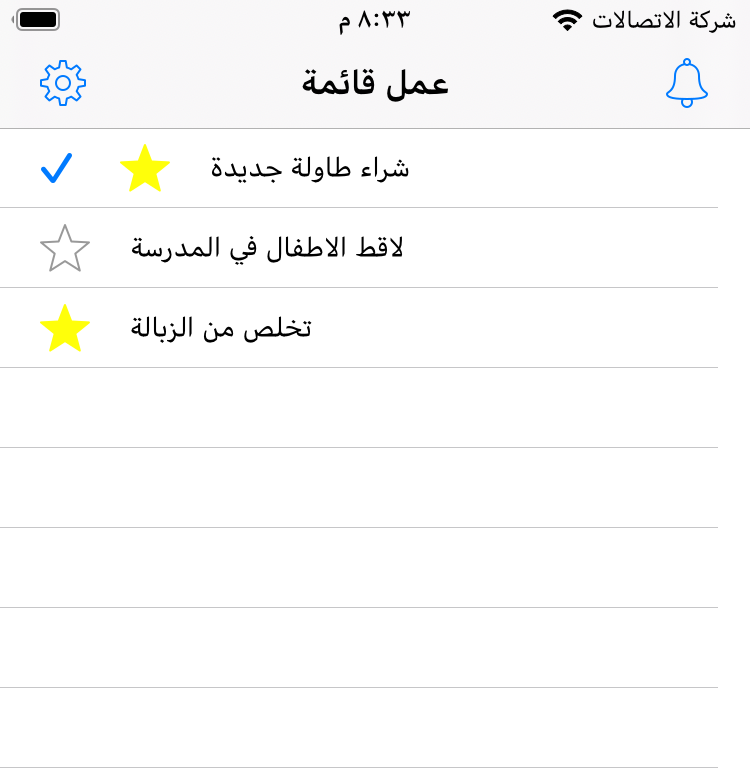 شركة الاتصالات ٨:٣٣ م
عمل قائمة
شراء طاولة جديدة
لاقط الاطفال في المدرسة
تخلص من الزبالة